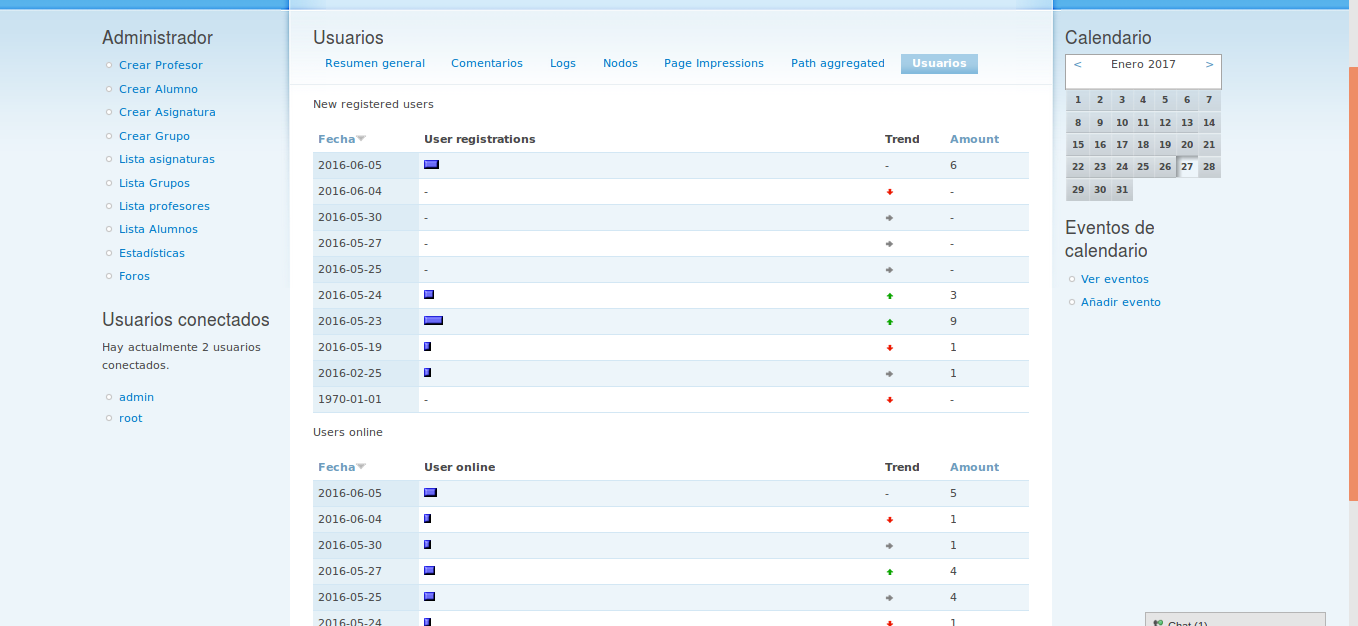 Administrador
Crear Profesor
Crear Alumno
Crear Asignatura
Crear Grupo
Lista asignaturas
Lista Grupos
Lista profesores
Lista Alumnos
Estadísticas
Foros
Usuarios conectados
Hay actualmente 2 usuarios
conectados.
admin
root
Usuarios
Resumen general Comentarios Logs Nodos Page Impressions Path aggregated Usuarios
New registered users
Fecha User registrations Trend Amount
2016-06-05 - 6
2016-06-04 - -
2016-05-30 - -
2016-05-27 - -
2016-05-25 - -
2016-05-24 3
2016-05-23 9
2016-05-19 1
2016-02-25 1
1970-01-01 - -
Users online
Fecha User online Trend Amount
2016-06-05 - 5
2016-06-04 1
2016-05-30 1
2016-05-27 4
2016-05-25 4
2016-05-24 1
Calendario
< Enero 2017 >
1 2 3 4 5 6 7
8 9 10 11 12 13 14
15 16 17 18 19 20 21
22 23 24 25 26 27 28
29 30 31
Eventos de
calendario
Ver eventos
Añadir evento
Chat (1)